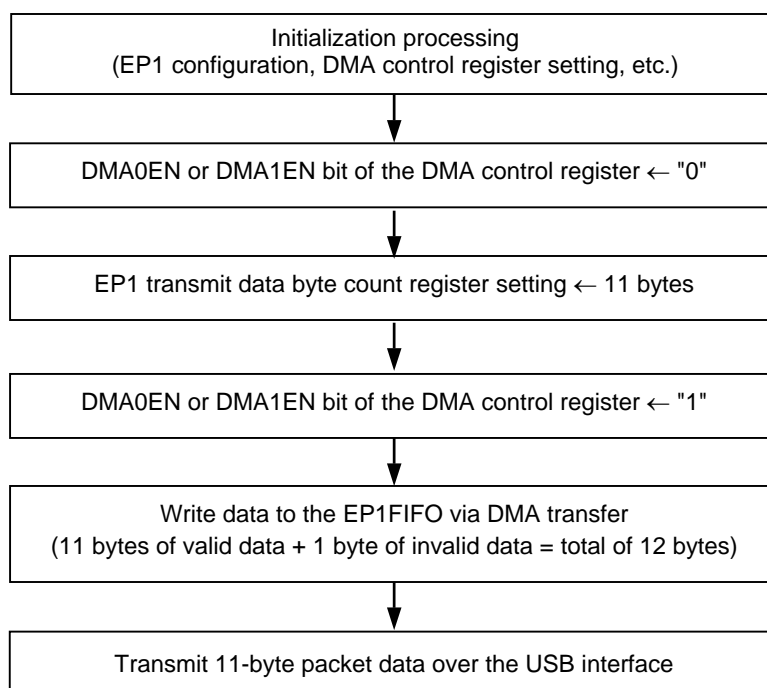 Initialization processing
(EP1 configuration, DMA control register setting, etc.)
DMA0EN or DMA1EN bit of the DMA control register ← "0"
EP1 transmit data byte count register setting ← 11 bytes
DMA0EN or DMA1EN bit of the DMA control register ← "1"
Write data to the EP1FIFO via DMA transfer
(11 bytes of valid data + 1 byte of invalid data = total of 12 bytes)
Transmit 11-byte packet data over the USB interface